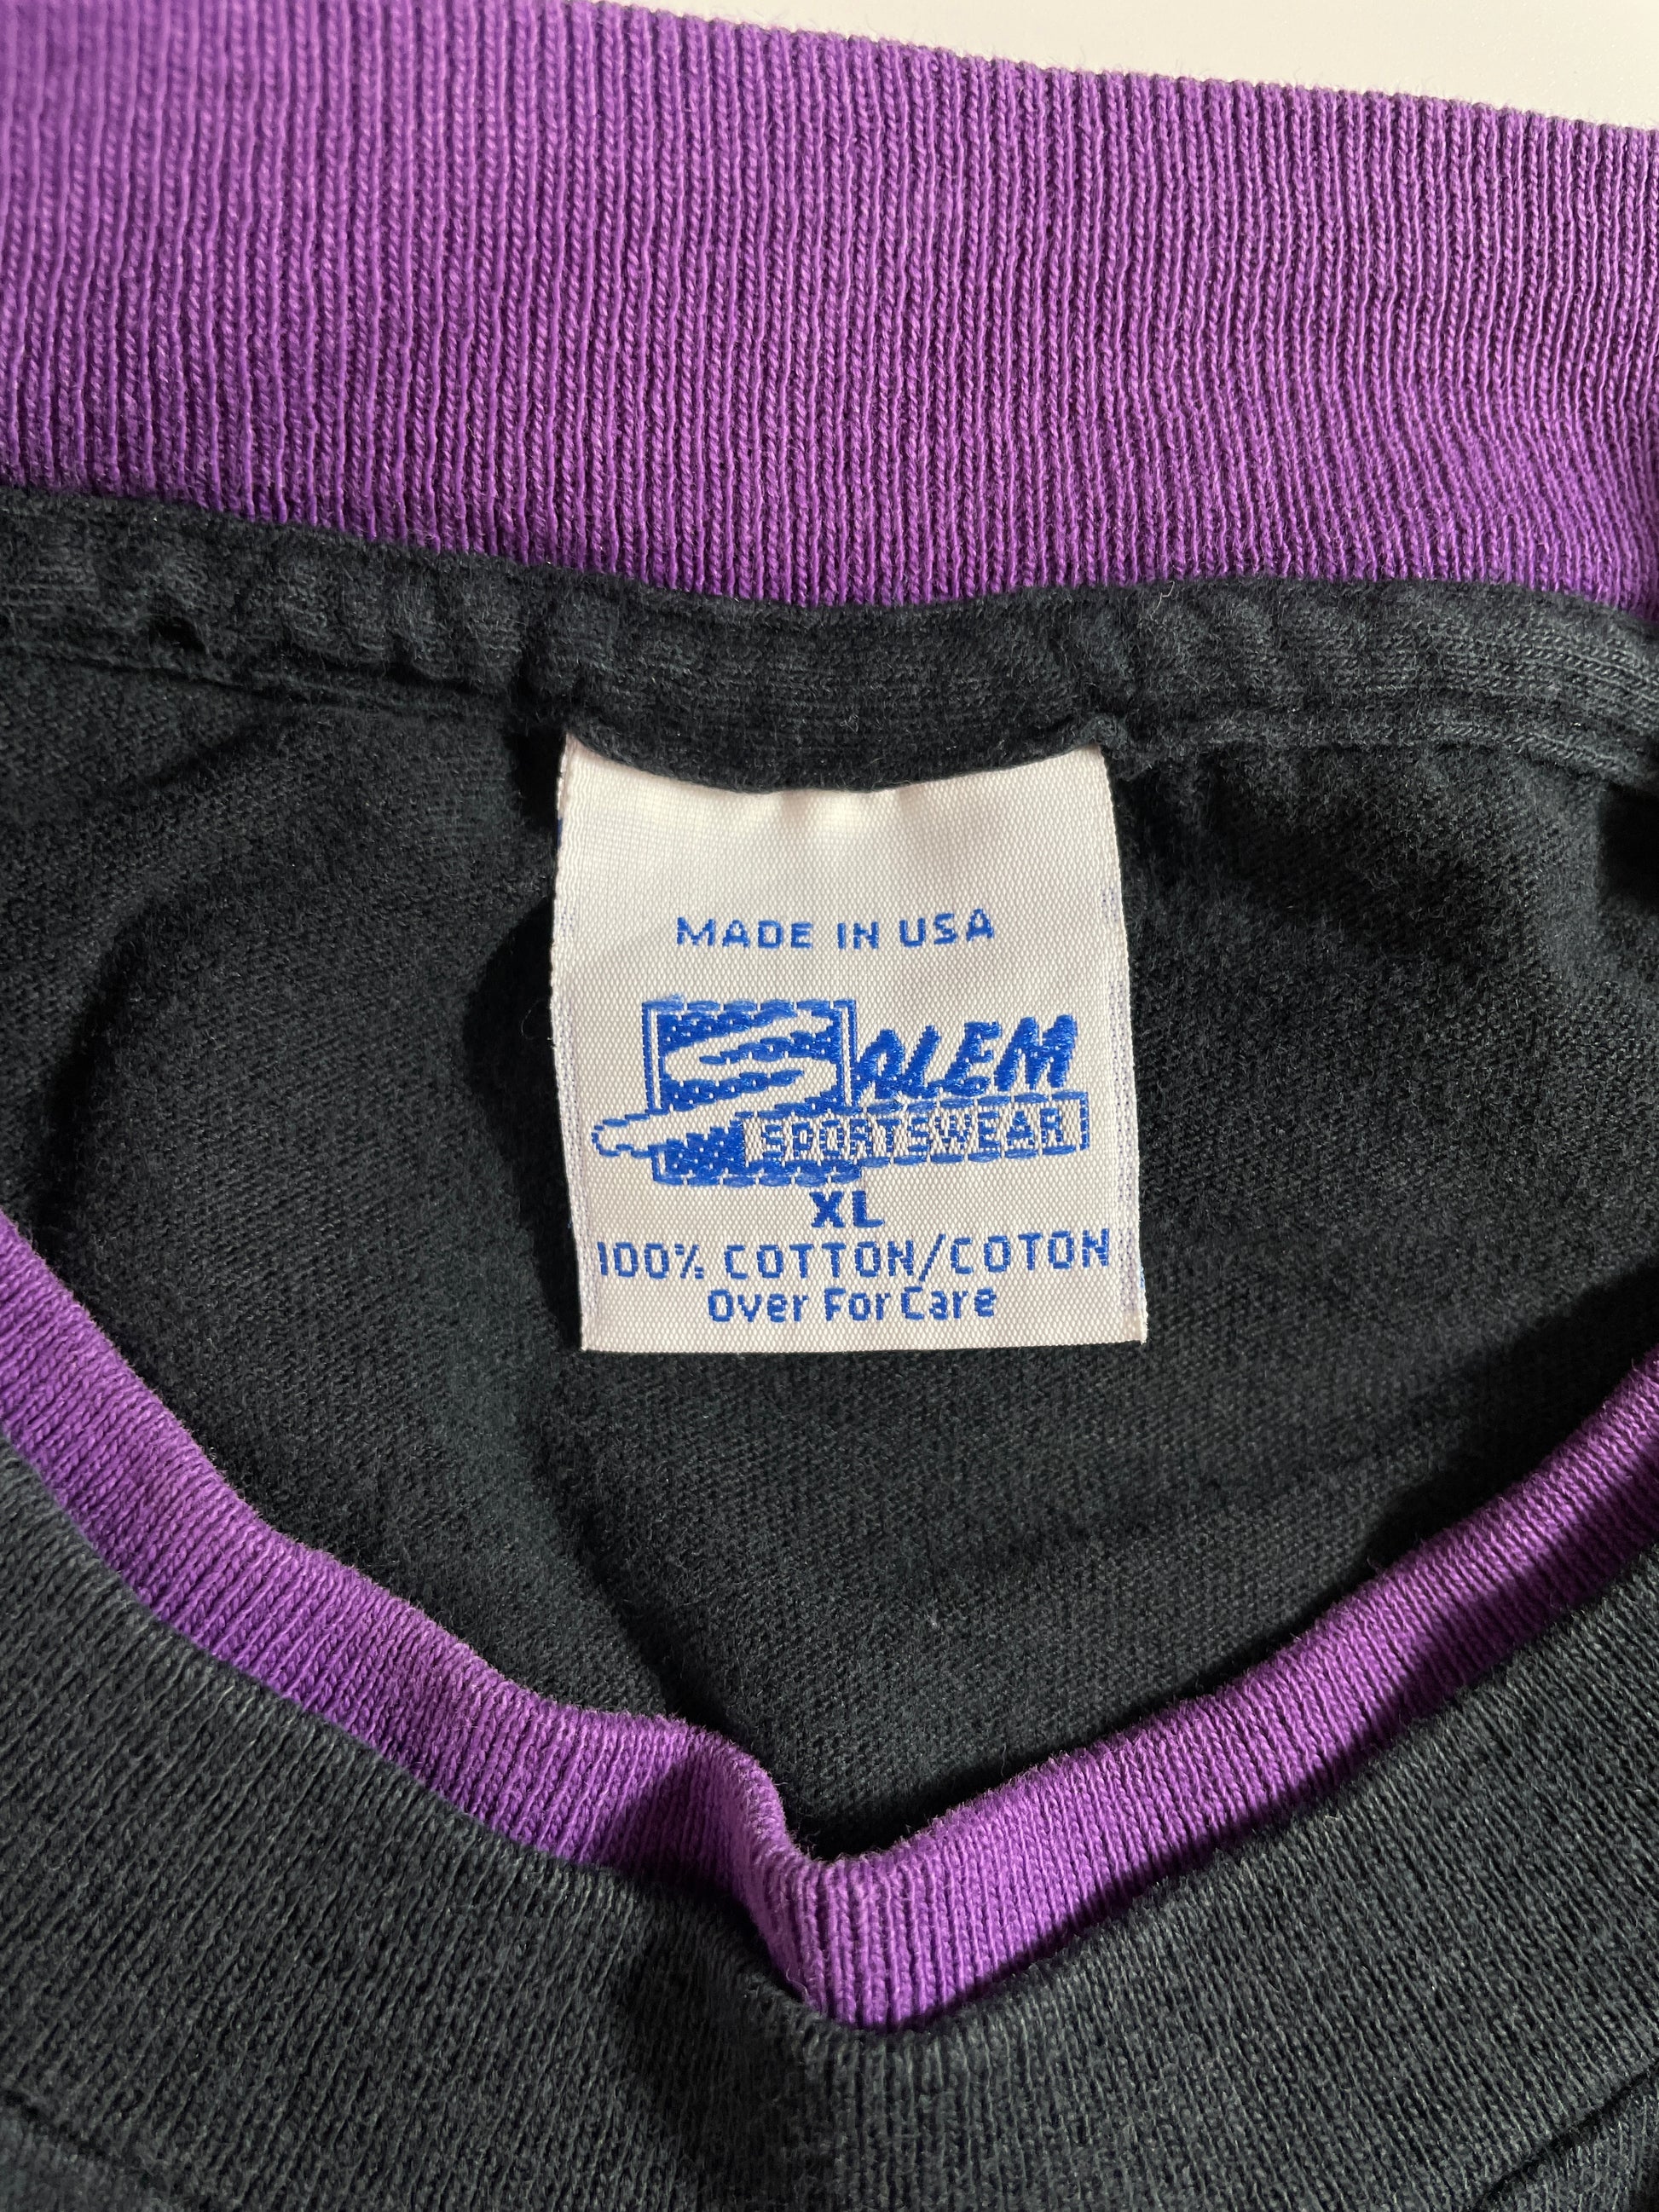 MADE IN USA
SALEM
SPORTSWEAR
XL
100% COTTON/COTON
Over For Care